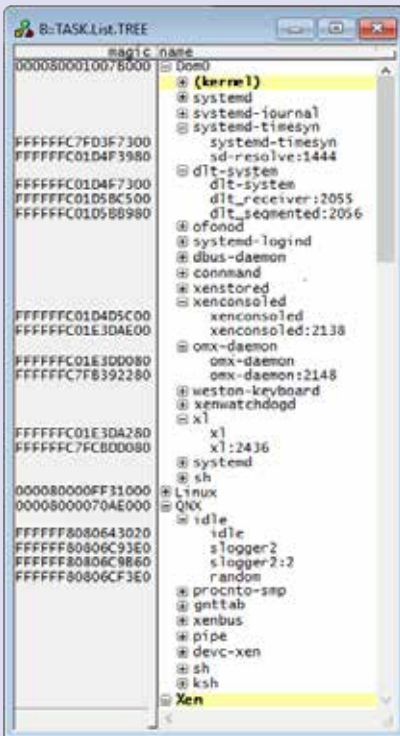 B::TASK.List.TREE
magic name
0000800010078000 Dom0
(kernel)
systemd
systemd-journal
systemd-timesyn
FFFFFFC7FD3F7300 systemd-timesyn
FFFFFFC01D4F3980 sd-resolve:1444
dlt-system
FFFFFFC01D4F7300 dlt-system
FFFFFFC01D5BC500 dlt_receiver:2055
FFFFFFC01D5BB980 dlt_segmented:2056
ofonod
systemd-logind
dbus-daemon
connmand
xenstored
xenconsoled
FFFFFFC01D4D5C00 xenconsoled
FFFFFFC01E3DAE00 xenconsoled:2138
omx-daemon
FFFFFFC01E3DD080 omx-daemon
FFFFFFC7FB392280 omx-daemon:2148
weston-keyboard
xenwatchdogd
xl
FFFFFFC01E3DA280 xl
FFFFFFC7FCBDD080 xl:2436
systemd
sh
000080000FF31000 Linux
00008000070AE000 QNX
idle
FFFFFF8080643020 idle
FFFFFF80806C93E0 slogger2
FFFFFF80806C9B60 slogger2:2
FFFFFF80806CF3E0 random
procnto-smp
gnttab
xenbus
pipe
devc-xen
sh
ksh
Xen